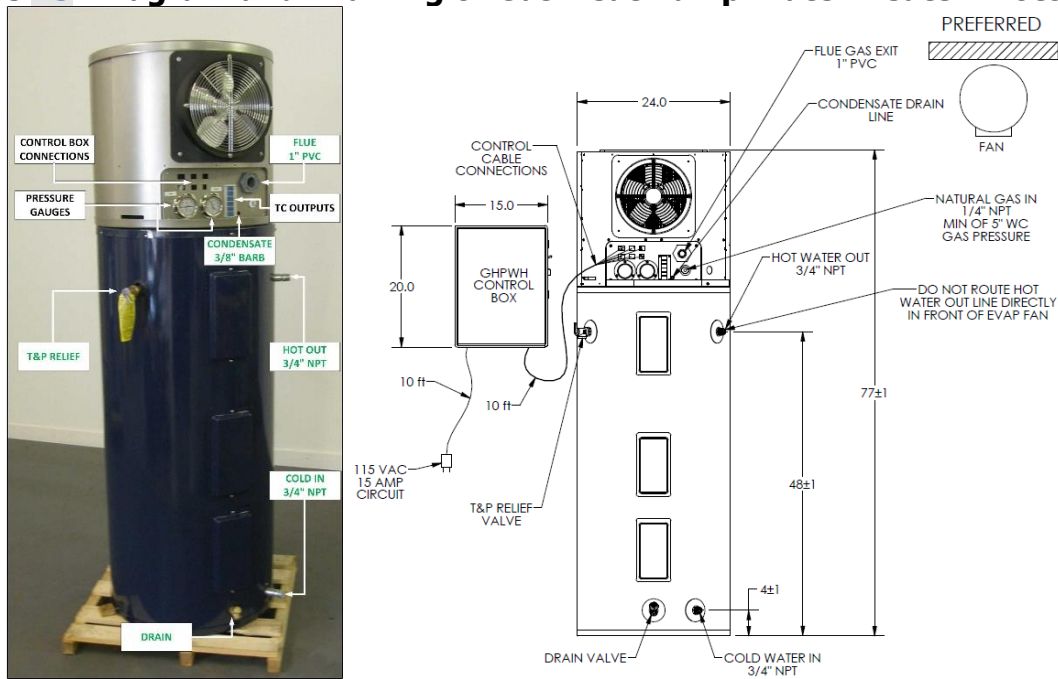 CONTROL BOX
CONNECTIONS
FLUE
1" PVC
PRESSURE
GAUGES
TC OUTPUTS
CONDENSATE
3/8" BARB
T&P RELIEF
HOT OUT
3/4" NPT
COLD IN
3/4" NPT
DRAIN
PREFERRED
FAN
FLUE GAS EXIT
1" PVC
24.0
CONDENSATE DRAIN
LINE
CONTROL
CABLE
CONNECTIONS
15.0
NATURAL GAS IN
1/4" NPT
MIN OF 5" WC
GAS PRESSURE
GHPWH
CONTROL
BOX
20.0
HOT WATER OUT
3/4" NPT
DO NOT ROUTE HOT
WATER OUT LINE DIRECTLY
IN FRONT OF EVAP FAN
10 ft
10 ft
77±1
115 VAC
15 AMP
CIRCUIT
48±1
T&P RELIEF
VALVE
4±1
DRAIN VALVE
COLD WATER IN
3/4" NPT